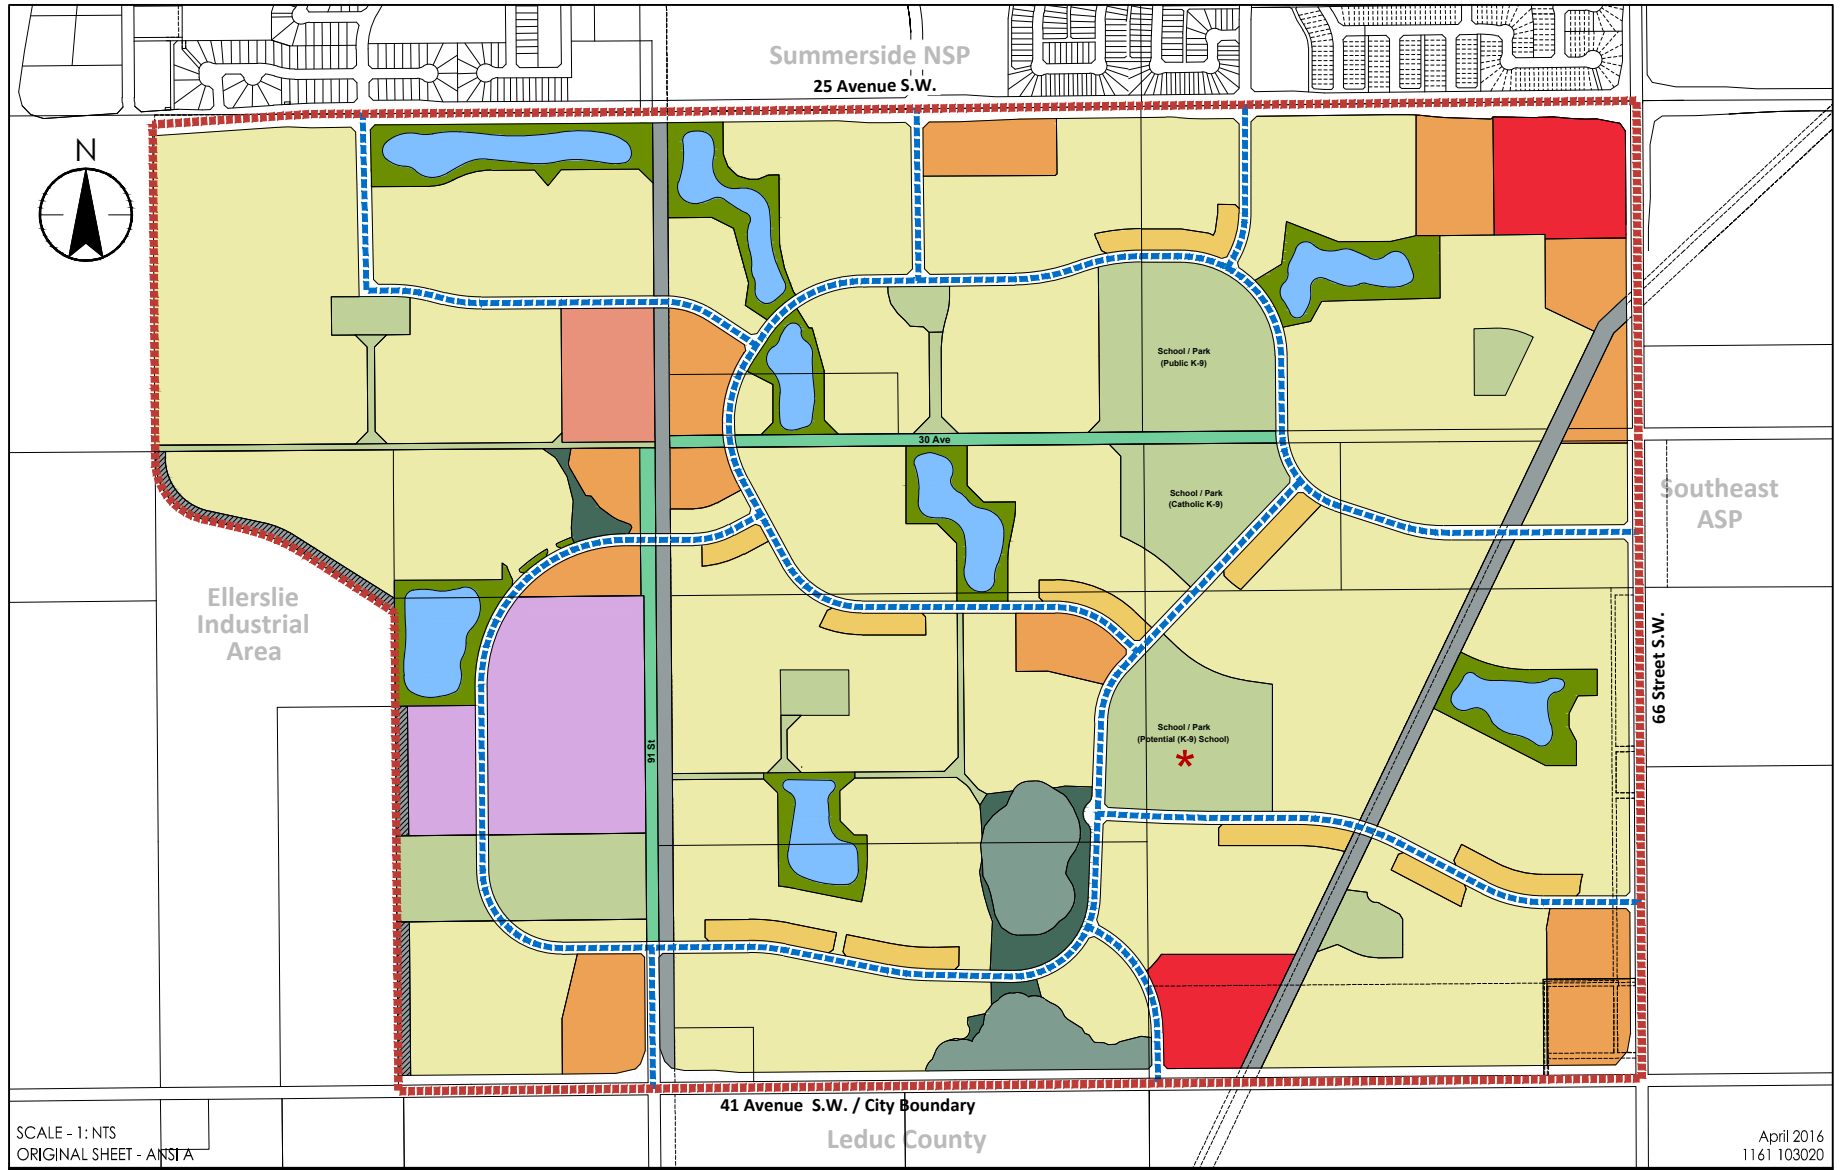 Summerside NSP
25 Avenue S.W.
N
School / Park
(Public K-9)
30 Ave
School / Park
(Catholic K-9)
Southeast
ASP
Ellerslie
Industrial
Area
66 Street S.W.
91 St
School / Park
(Potential (K-9) School)
*
41 Avenue S.W. / City Boundary
Leduc County
SCALE - 1: NTS
ORIGINAL SHEET - ANSI A
April 2016
1161 103020